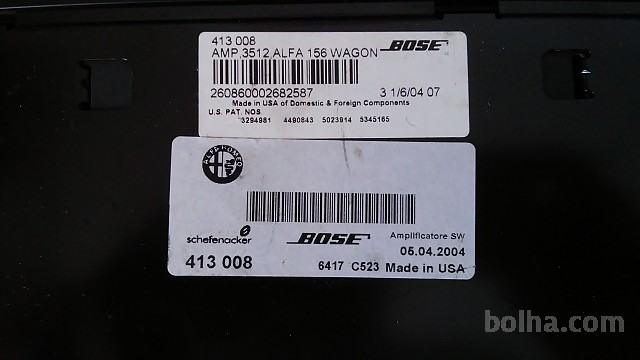 413 008
AMP,3512,ALFA 156 WAGON BOSE
260860002682587 3 1/6/04 07
Made in USA of Domestic & Foreign Components
U.S. PAT. NOS.
3294981 4490843 5023914 5345165
ALFA ROMEO
schefenacker BOSE Amplificatore SW
05.04.2004
413 008 6417 C523 Made in USA
bolha.com